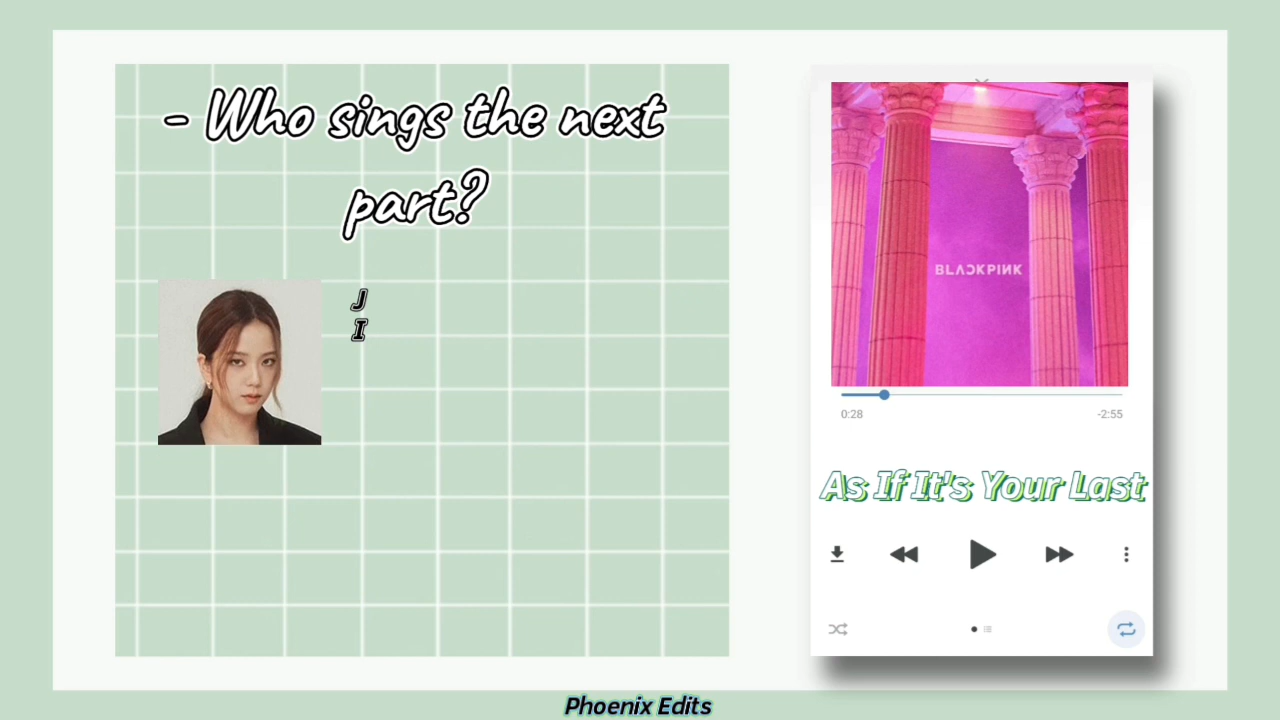 - Who sings the next
part?
J
I
BLACKPINK
0:28
-2:55
As If It's Your Last
Phoenix Edits